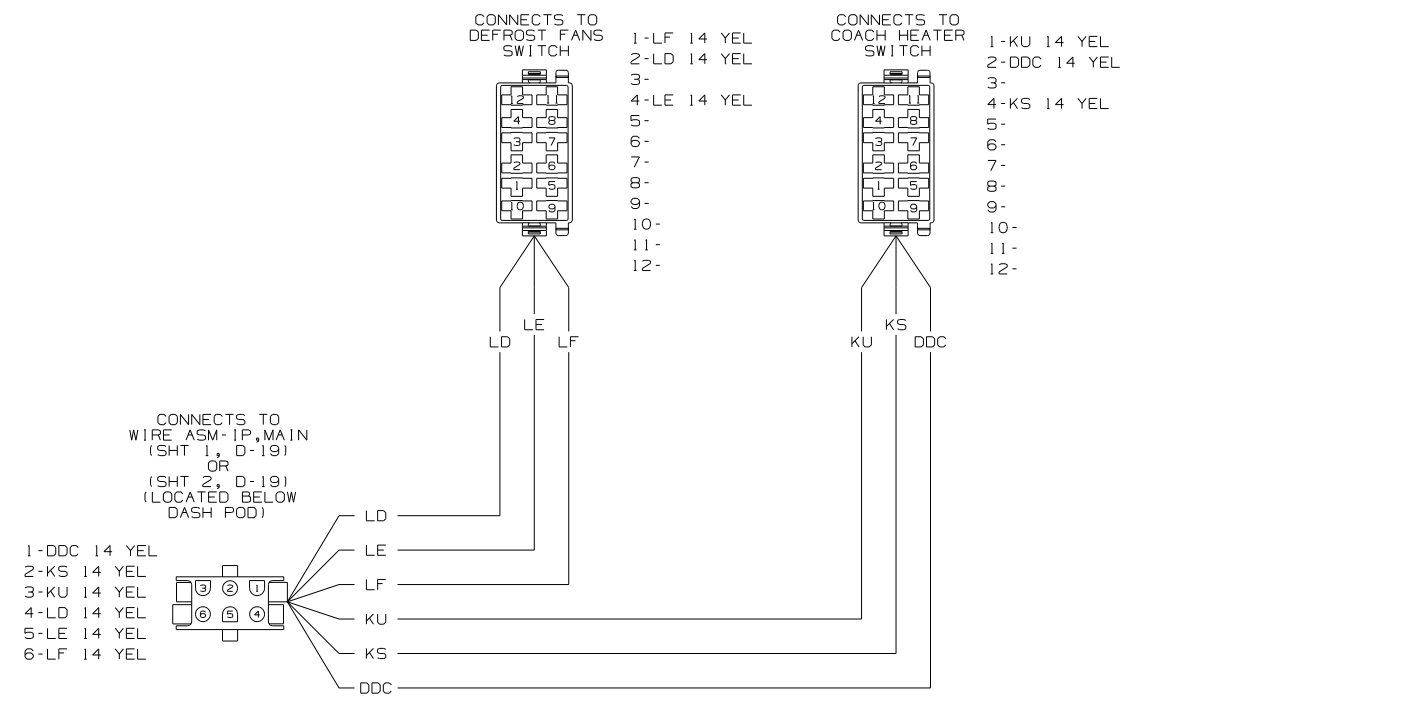 CONNECTS TO
DEFROST FANS
SWITCH
1-LF 14 YEL
2-LD 14 YEL
3-
4-LE 14 YEL
5-
6-
7-
8-
9-
10-
11-
12-
12 11
4 8
3 7
2 6
1 5
10 9
CONNECTS TO
COACH HEATER
SWITCH
1-KU 14 YEL
2-DDC 14 YEL
3-
4-KS 14 YEL
5-
6-
7-
8-
9-
10-
11-
12-
12 11
4 8
3 7
2 6
1 5
10 9
LE
LD LF
KS
KU DDC
CONNECTS TO
WIRE ASM-IP,MAIN
(SHT 1, D-19)
OR
(SHT 2, D-19)
(LOCATED BELOW
DASH POD)
1-DDC 14 YEL
2-KS 14 YEL
3-KU 14 YEL
4-LD 14 YEL
5-LE 14 YEL
6-LF 14 YEL
3 2 1
6 5 4
LD
LE
LF
KU
KS
DDC